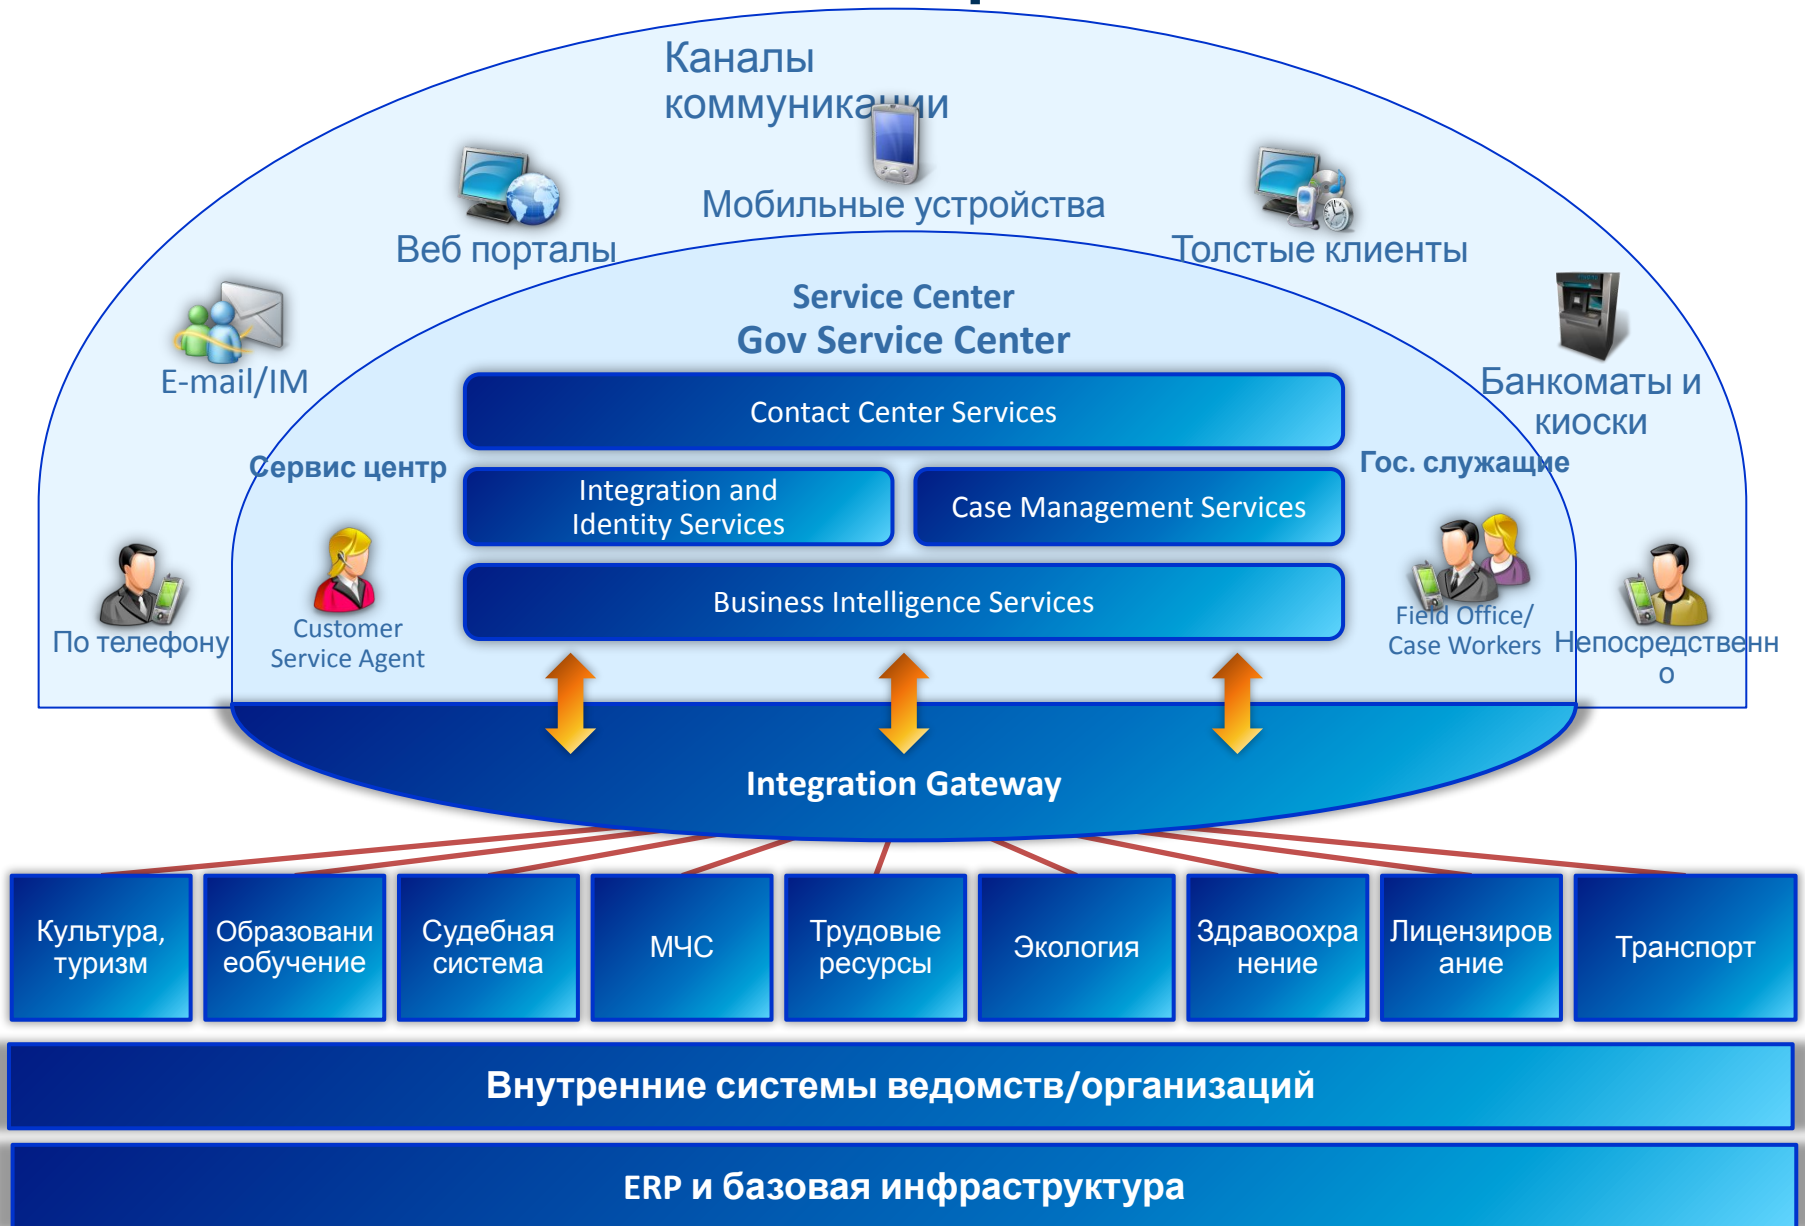 Каналы
коммуникации
Мобильные устройства
Веб порталы
Толстые клиенты
Service Center
Gov Service Center
E-mail/IM
Банкоматы и
киоски
Contact Center Services
Сервис центр
Гос. служащие
Integration and
Identity Services
Case Management Services
Business Intelligence Services
По телефону
Customer
Service Agent
Field Office/
Case Workers
Непосредственн
о
Integration Gateway
Культура,
туризм
Образовани
еобучение
Судебная
система
МЧС
Трудовые
ресурсы
Экология
Здравоохра
нение
Лицензиров
ание
Транспорт
Внутренние системы ведомств/организаций
ERP и базовая инфраструктура